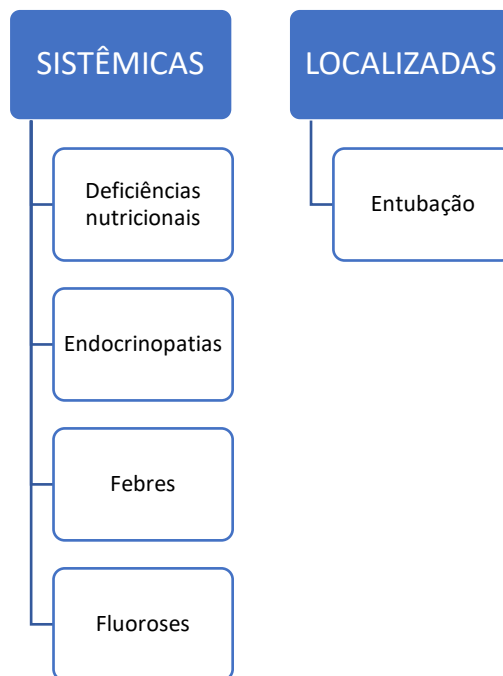 SISTÊMICAS
Deficiências
nutricionais
Endocrinopatias
Febres
Fluoroses
LOCALIZADAS
Entubação